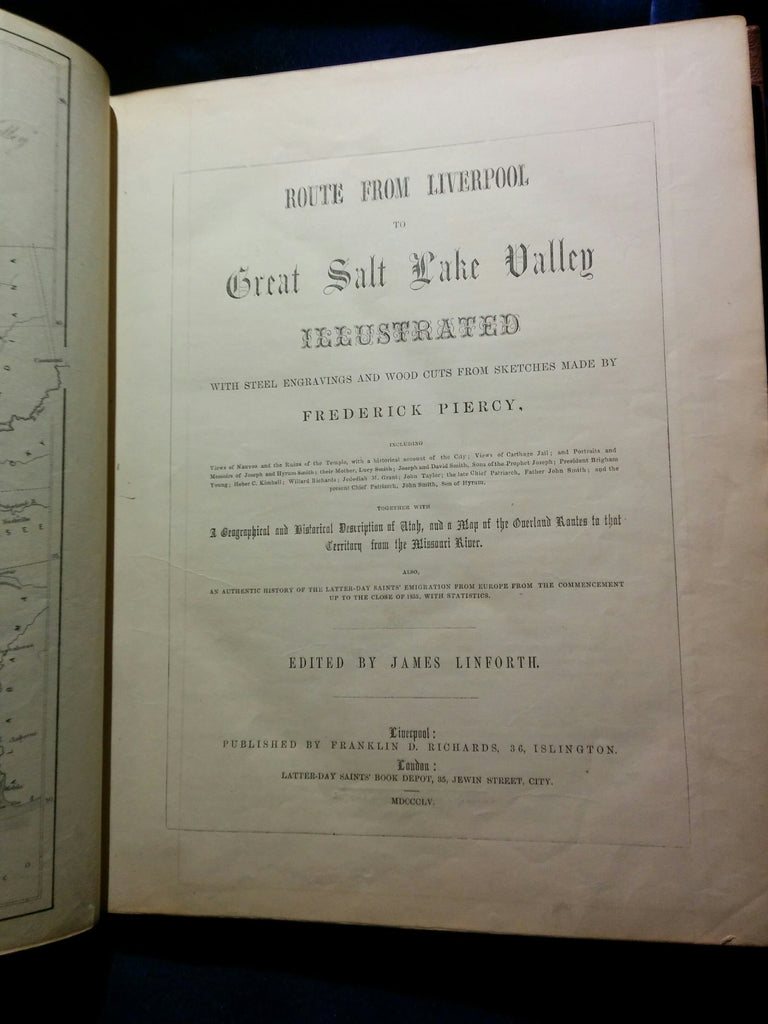 ROUTE FROM LIVERPOOL
TO
Great Salt Lake Valley
ILLUSTRATED
WITH STEEL ENGRAVINGS AND WOOD CUTS FROM SKETCHES MADE BY
FREDERICK PIERCY,
INCLUDING
Views of Nauvoo and the Ruins of the Temple, with a historical account of the City; Views of Carthage Jail; and Portraits and
Memoirs of Joseph and Hyrum Smith; their Mother, Lucy Smith; Joseph and David Smith, Sons of the Prophet Joseph; President Brigham
Young; Heber C. Kimball; Willard Richards; Jedediah M. Grant; John Taylor; the late Chief Patriarch, Father John Smith; and the
present Chief Patriarch, John Smith, Son of Hyrum.
TOGETHER WITH
A Geographical and Historical Description of Utah, and a Map of the Overland Routes to that
Territory from the Missouri River.
ALSO,
AN AUTHENTIC HISTORY OF THE LATTER-DAY SAINTS' EMIGRATION FROM EUROPE FROM THE COMMENCEMENT
UP TO THE CLOSE OF 1855, WITH STATISTICS.
EDITED BY JAMES LINFORTH.
Liverpool:
PUBLISHED BY FRANKLIN D. RICHARDS, 36, ISLINGTON.
London:
LATTER-DAY SAINTS' BOOK DEPOT, 35, JEWIN STREET, CITY.
MDCCCLV.